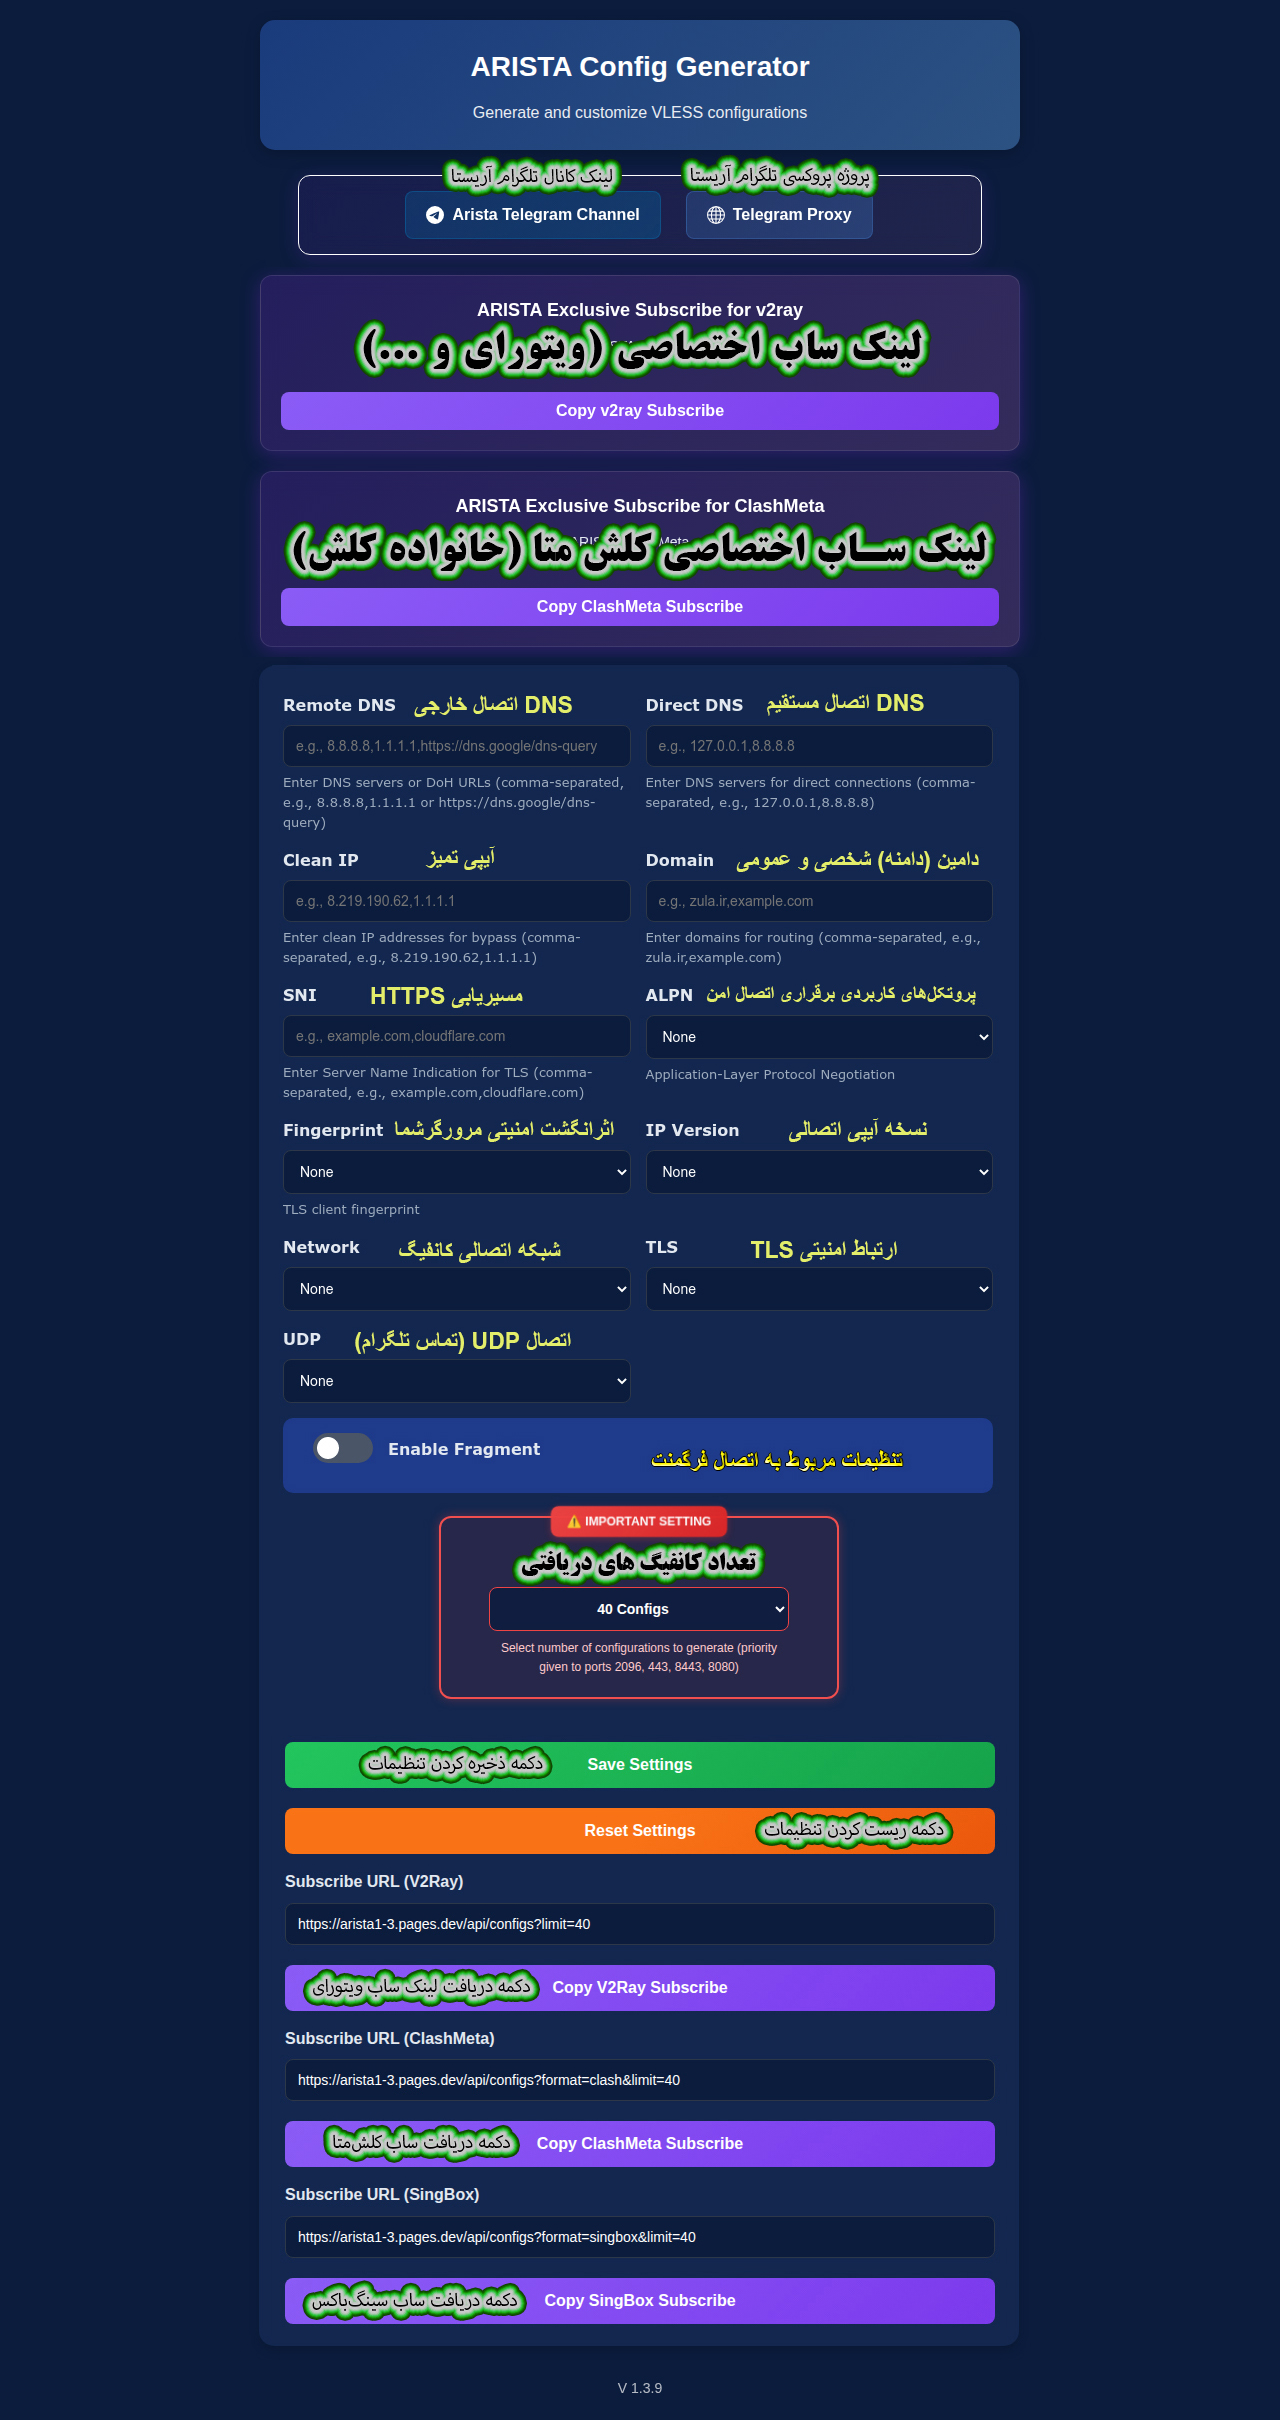 ARISTA Config Generator
Generate and customize VLESS configurations
لینک کانال تلگرام آریستا
پروژه پروکسی تلگرام آریستا
Arista Telegram Channel
Telegram Proxy
ARISTA Exclusive Subscribe for v2ray
لینک ساب اختصاصی (ویتورای و ...)
Copy v2ray Subscribe
ARISTA Exclusive Subscribe for ClashMeta
لینک ســاب اختصاصی کلش متا (خانواده کلش)
Copy ClashMeta Subscribe
Remote DNS
DNS اتصال خارجی
Direct DNS
DNS اتصال مستقیم
e.g., 8.8.8.8,1.1.1.1,https://dns.google/dns-query
e.g., 127.0.0.1,8.8.8.8
Enter DNS servers or DoH URLs (comma-separated,
e.g., 8.8.8.8,1.1.1.1 or https://dns.google/dns-
query)
Enter DNS servers for direct connections (comma-
separated, e.g., 127.0.0.1,8.8.8.8)
Clean IP
آیپی تمیز
Domain
دامین (دامنه) شخصی و عمومی
e.g., 8.219.190.62,1.1.1.1
e.g., zula.ir,example.com
Enter clean IP addresses for bypass (comma-
separated, e.g., 8.219.190.62,1.1.1.1)
Enter domains for routing (comma-separated, e.g.,
zula.ir,example.com)
SNI
مسیریابی HTTPS
ALPN
پروتکل‌های کاربردی برقراری اتصال امن
e.g., example.com,cloudflare.com
None
Enter Server Name Indication for TLS (comma-
separated, e.g., example.com,cloudflare.com)
Application-Layer Protocol Negotiation
Fingerprint
اثرانگشت امنیتی مرورگرشما
IP Version
نسخه آیپی اتصالی
None
None
TLS client fingerprint
Network
شبکه اتصالی کانفیگ
TLS
ارتباط امنیتی TLS
None
None
UDP
اتصال UDP (تماس تلگرام)
None
Enable Fragment
تنظیمات مربوط به اتصال فرگمنت
⚠️ IMPORTANT SETTING
تعداد کانفیگ های دریافتی
40 Configs
Select number of configurations to generate (priority
given to ports 2096, 443, 8443, 8080)
دکمه ذخیره کردن تنظیمات
Save Settings
Reset Settings
دکمه ریست کردن تنظیمات
Subscribe URL (V2Ray)
https://arista1-3.pages.dev/api/configs?limit=40
دکمه دریافت لینک ساب ویتورای
Copy V2Ray Subscribe
Subscribe URL (ClashMeta)
https://arista1-3.pages.dev/api/configs?format=clash&limit=40
دکمه دریافت ساب کلش‌متا
Copy ClashMeta Subscribe
Subscribe URL (SingBox)
https://arista1-3.pages.dev/api/configs?format=singbox&limit=40
دکمه دریافت ساب سینگ‌باکس
Copy SingBox Subscribe
V 1.3.9